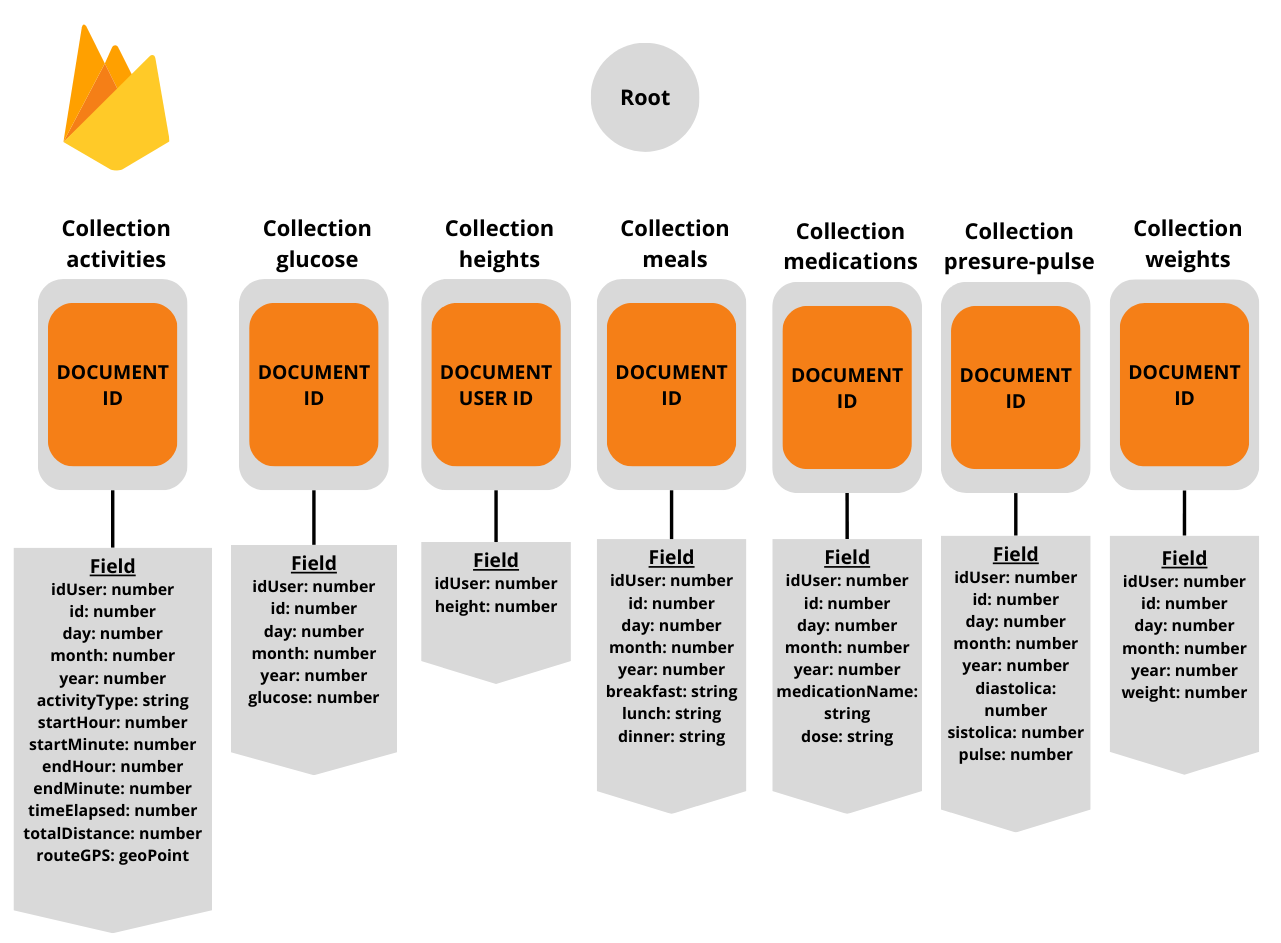 Root
Collection
activities
DOCUMENT
ID
Field
idUser: number
id: number
day: number
month: number
year: number
activityType: string
startHour: number
startMinute: number
endHour: number
endMinute: number
timeElapsed: number
totalDistance: number
routeGPS: geoPoint
Collection
glucose
DOCUMENT
ID
Field
idUser: number
id: number
day: number
month: number
year: number
glucose: number
Collection
heights
DOCUMENT
USER ID
Field
idUser: number
height: number
Collection
meals
DOCUMENT
ID
Field
idUser: number
id: number
day: number
month: number
year: number
breakfast: string
lunch: string
dinner: string
Collection
medications
DOCUMENT
ID
Field
idUser: number
id: number
day: number
month: number
year: number
medicationName:
string
dose: string
Collection
presure-pulse
DOCUMENT
ID
Field
idUser: number
id: number
day: number
month: number
year: number
diastolica:
number
sistolica: number
pulse: number
Collection
weights
DOCUMENT
ID
Field
idUser: number
id: number
day: number
month: number
year: number
weight: number